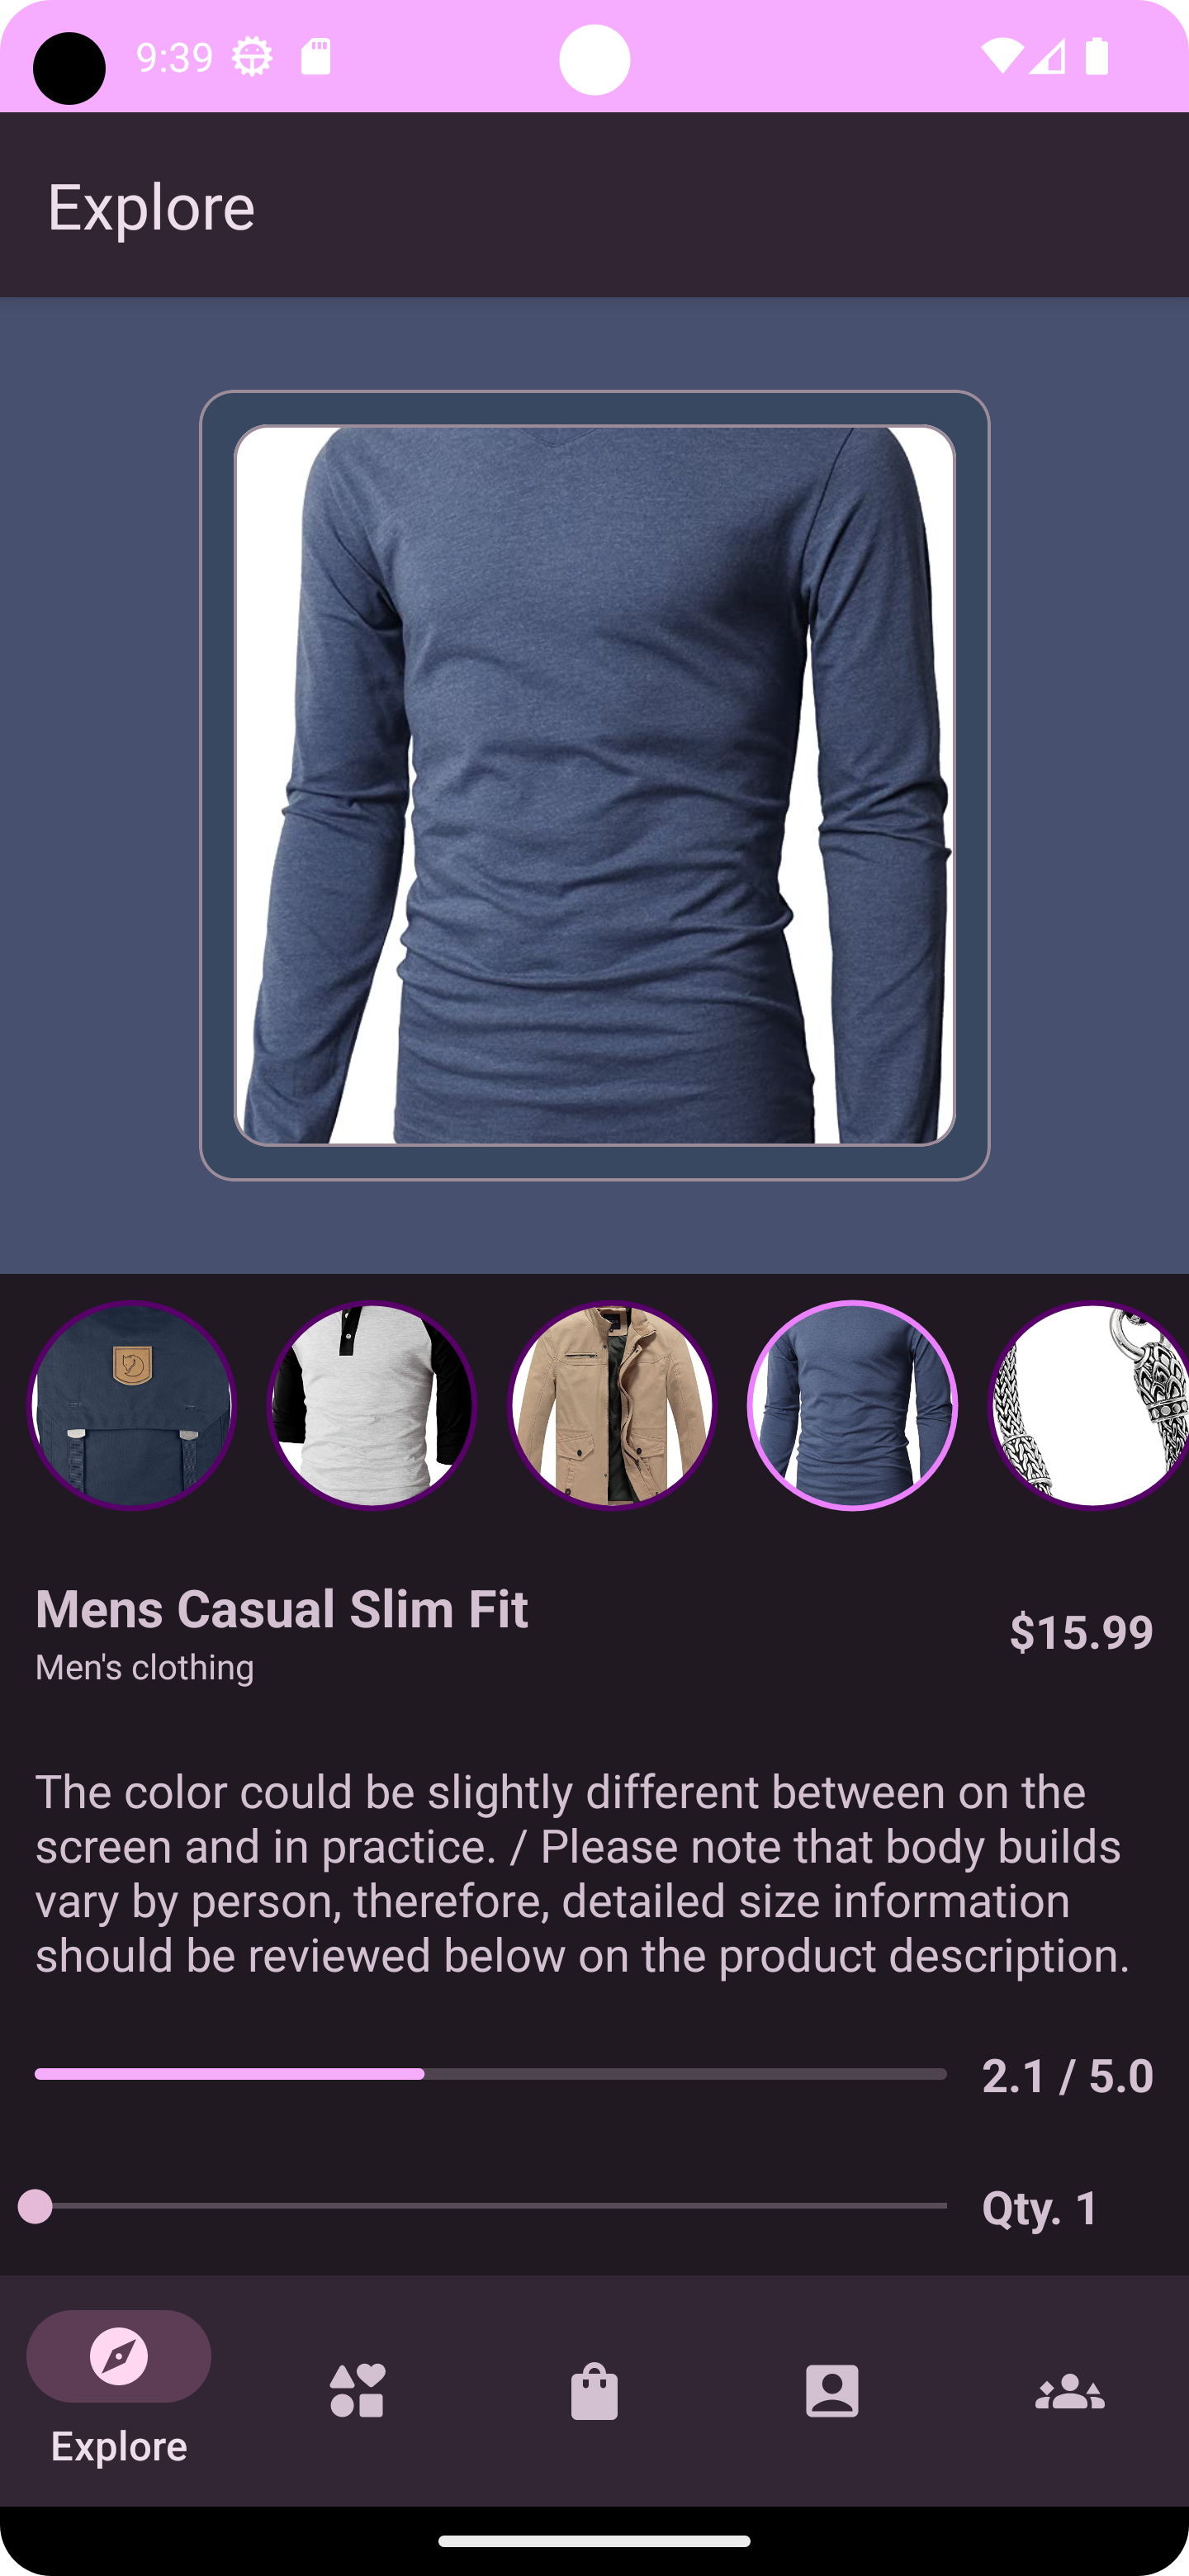 9:39
Explore
Mens Casual Slim Fit
$15.99
Men's clothing
The color could be slightly different between on the
screen and in practice. / Please note that body builds
vary by person, therefore, detailed size information
should be reviewed below on the product description.
2.1 / 5.0
Qty. 1
Explore